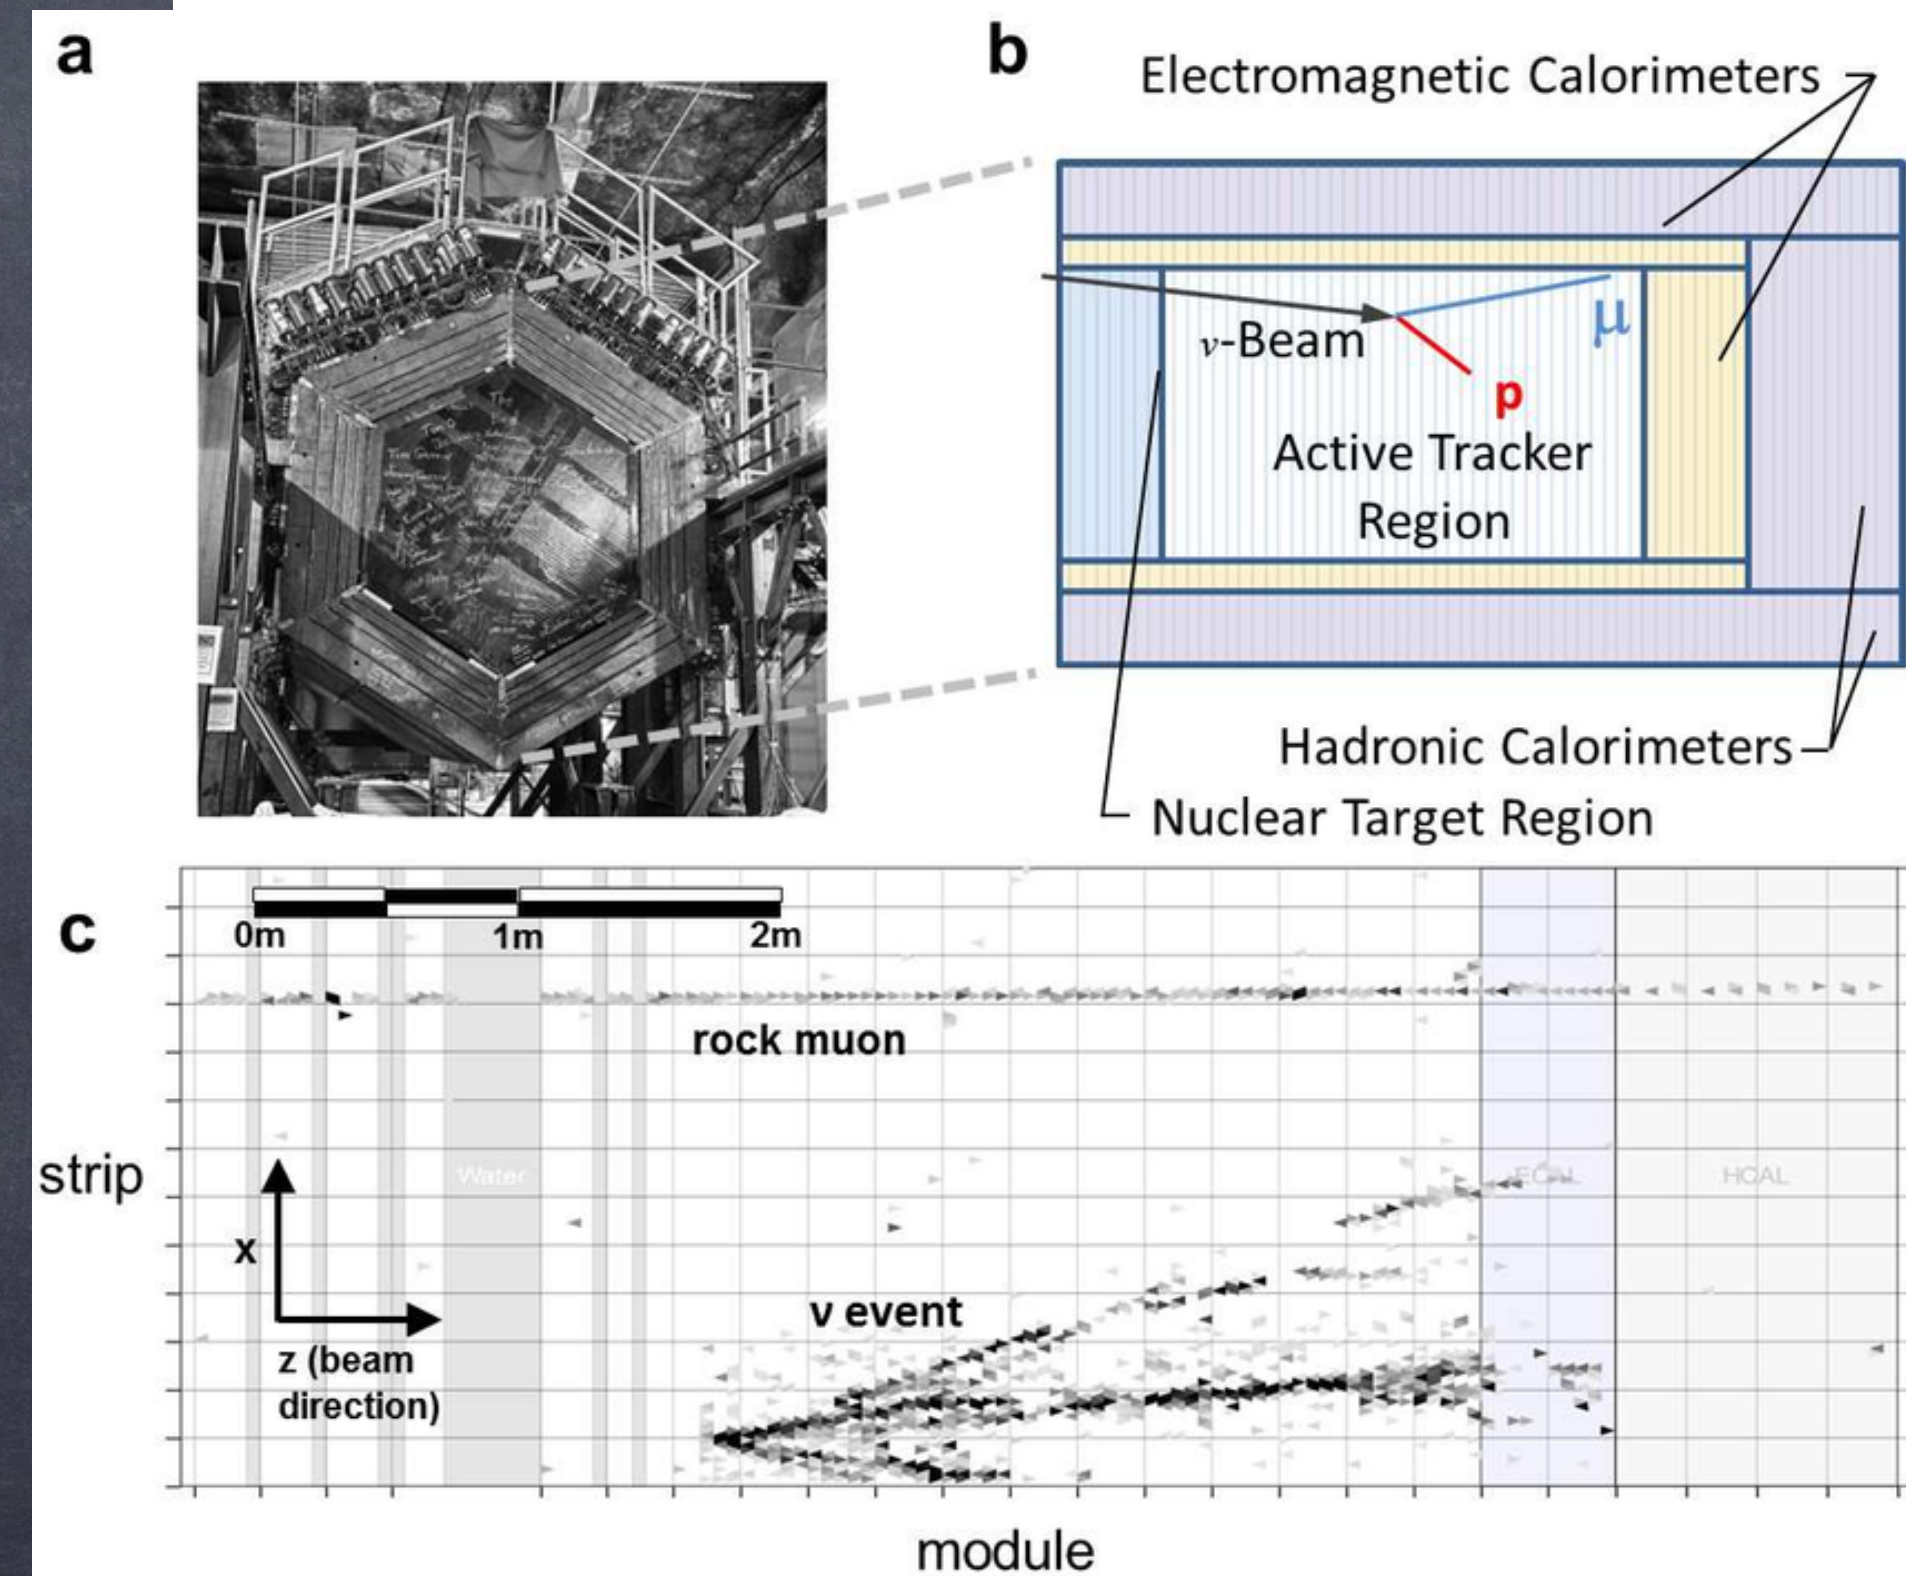 a
b
Electromagnetic Calorimeters
ν-Beam
μ
p
Active Tracker
Region
Hadronic Calorimeters
Nuclear Target Region
c
0m
1m
2m
rock muon
strip
Water
ECAL
HCAL
x
ν event
z (beam
direction)
module